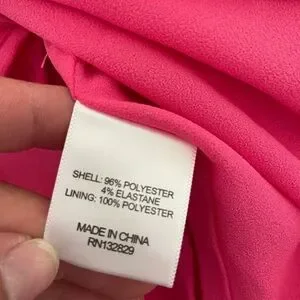 SHELL: 96% POLYESTER
4% ELASTANE
LINING: 100% POLYESTER
MADE IN CHINA
RN132829